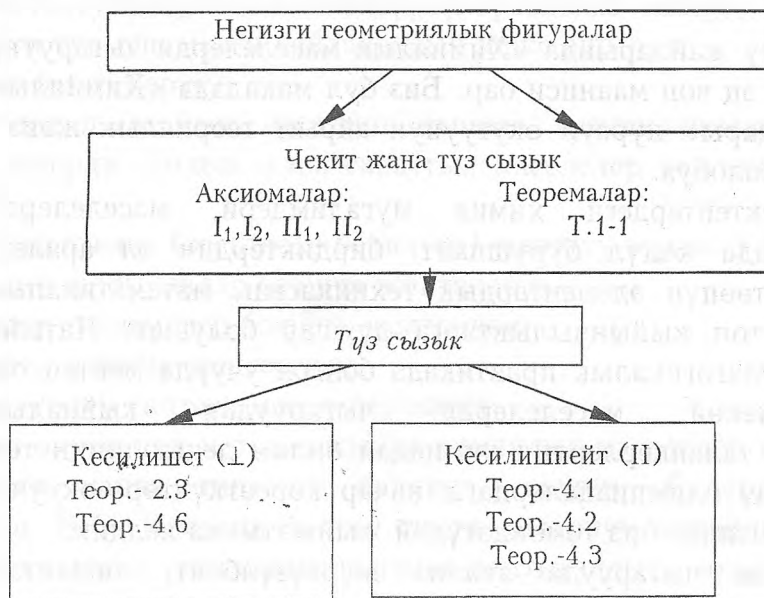 Негизги геометриялык фигуралар
Чекит жана түз сызык
Аксиомалар: Теоремалар:
I₁, I₂, II₁, II₂ Т.1-1
Түз сызык
Кесилишет (⊥)
Теор.-2.3
Теор.-4.6
Кесилишпейт (II)
Теор.-4.1
Теор.-4.2
Теор.-4.3